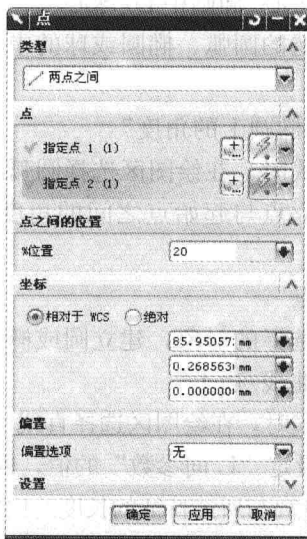 点
类型
两点之间
点
指定点 1 (1)
指定点 2 (1)
点之间的位置
%位置 20
坐标
相对于 WCS 绝对
85.95057 mm
0.268563 mm
0.000000 mm
偏置
偏置选项 无
设置
确定 应用 取消